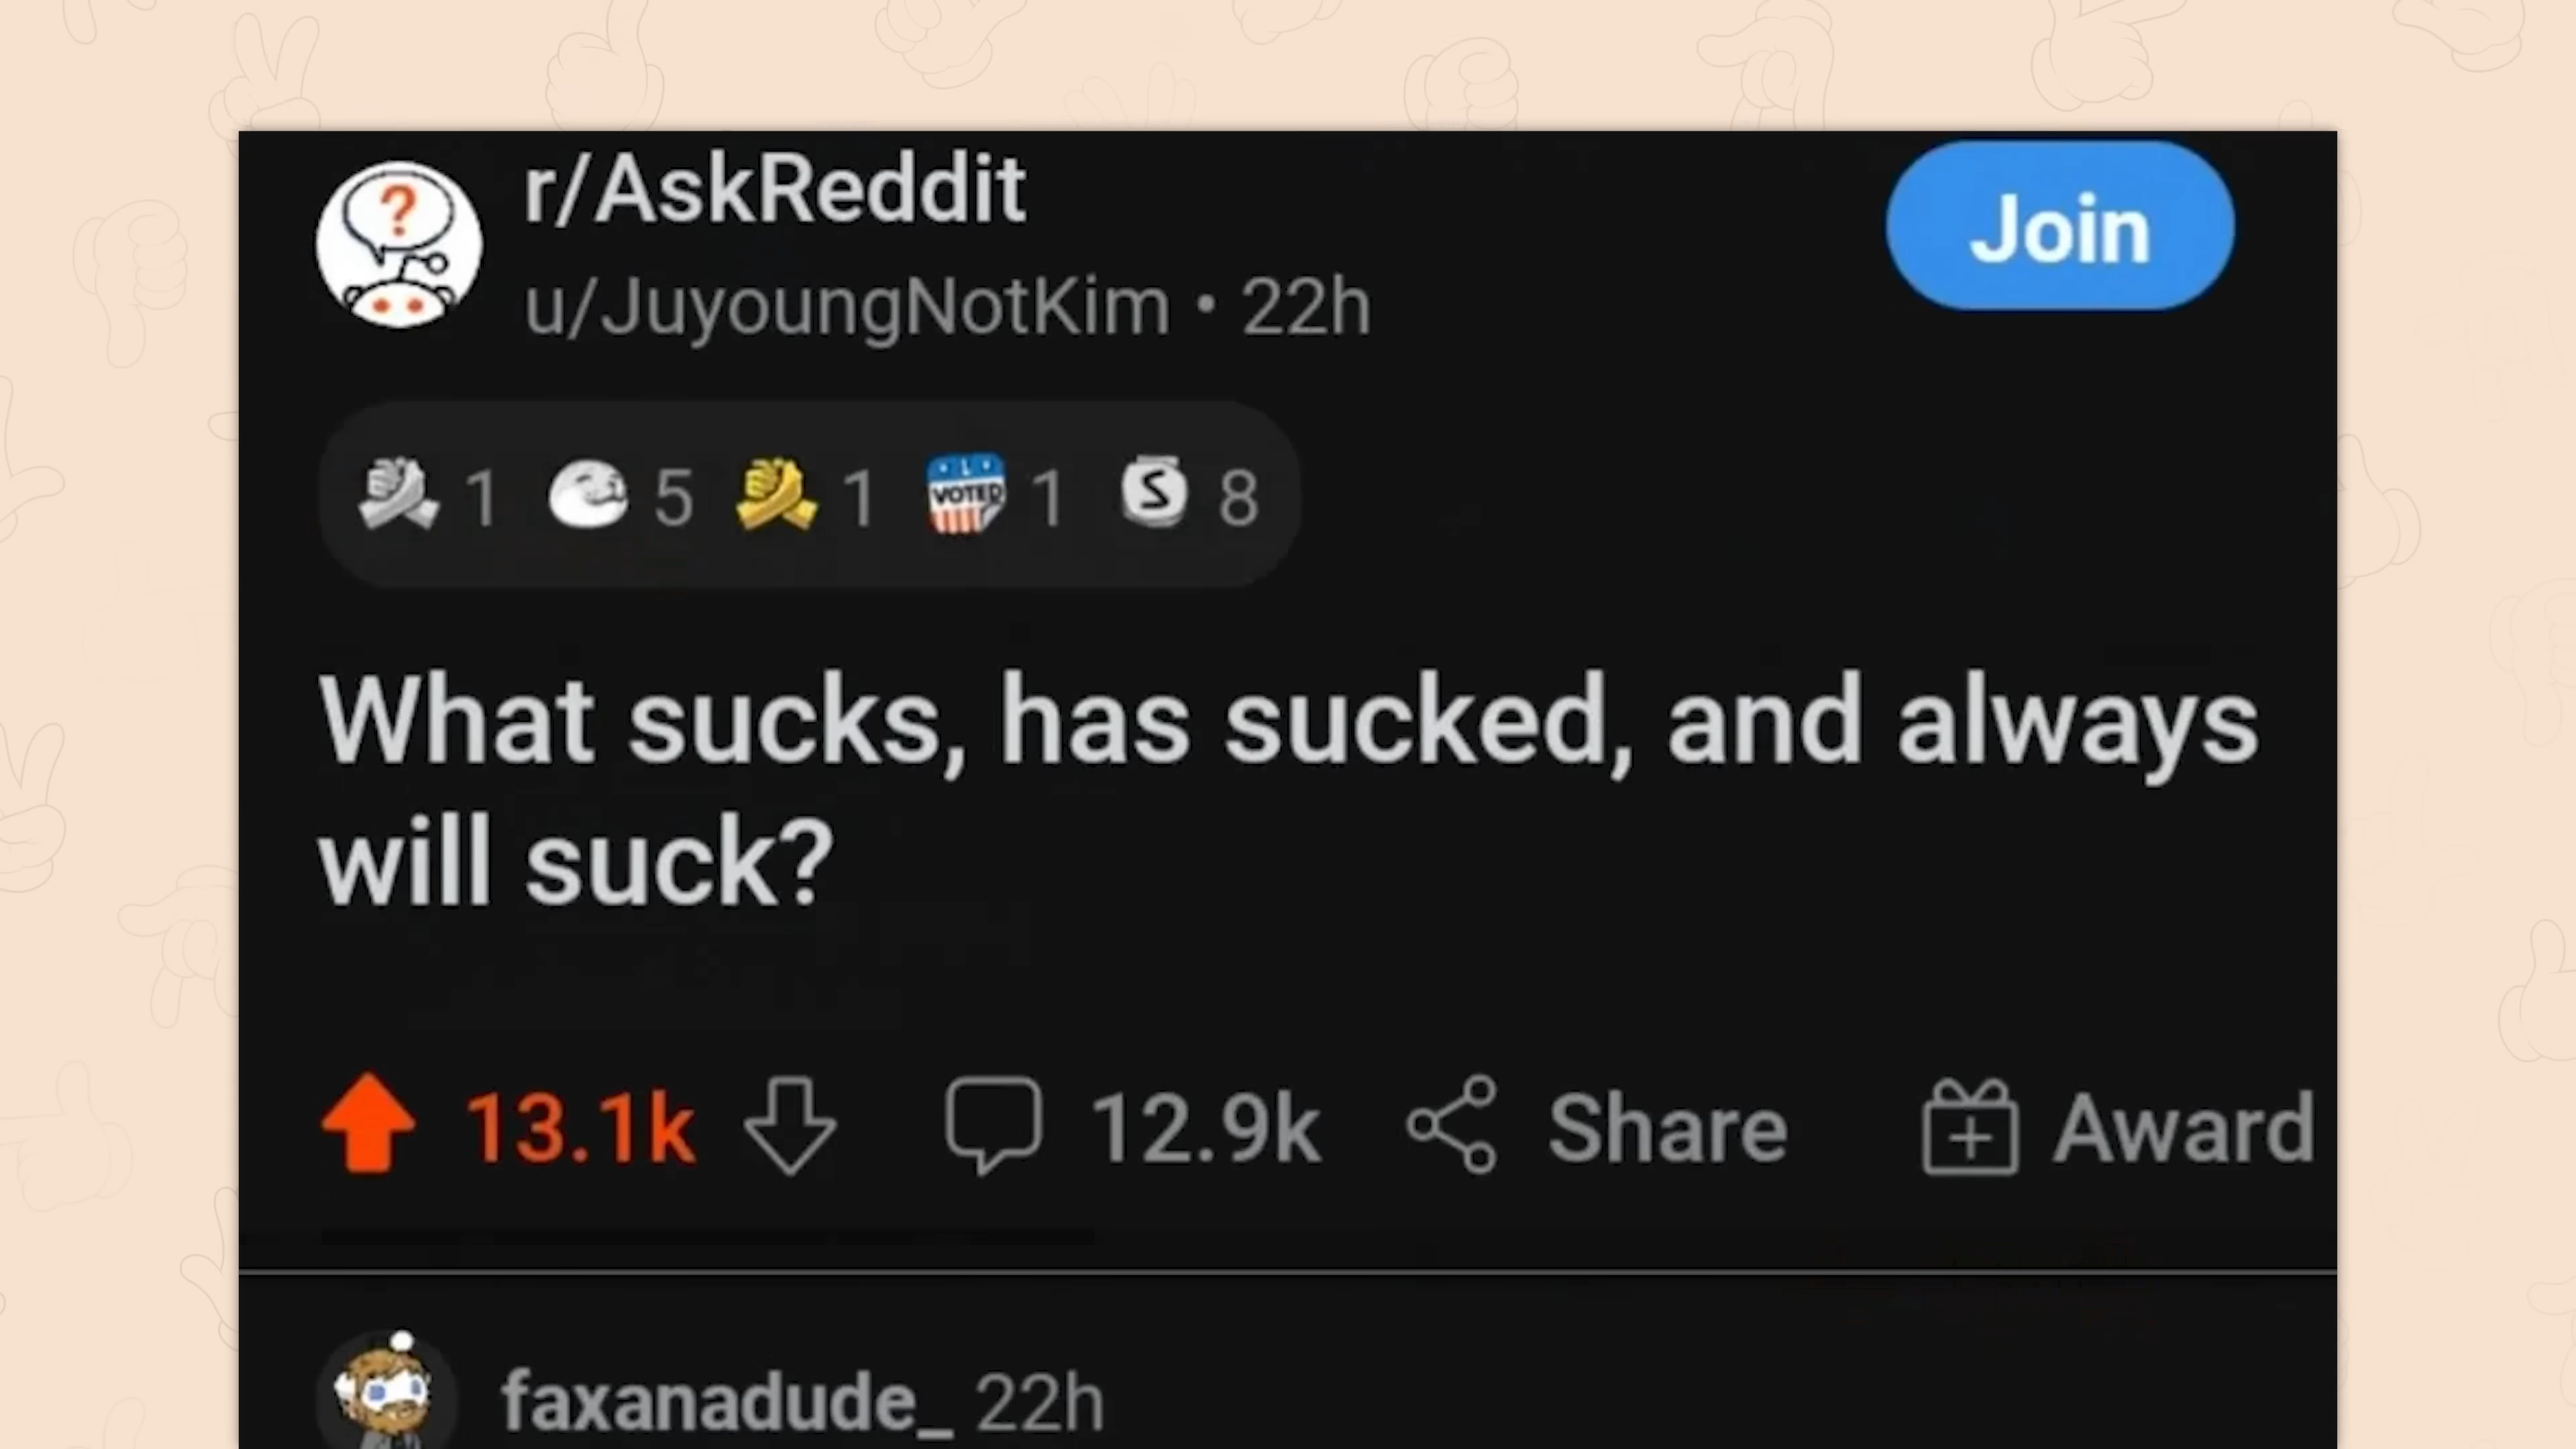 r/AskReddit
Join
u/JuyoungNotKim • 22h
1 5 1 VOTED 1 S 8
What sucks, has sucked, and always
will suck?
13.1k 12.9k Share Award
faxanadude_ 22h